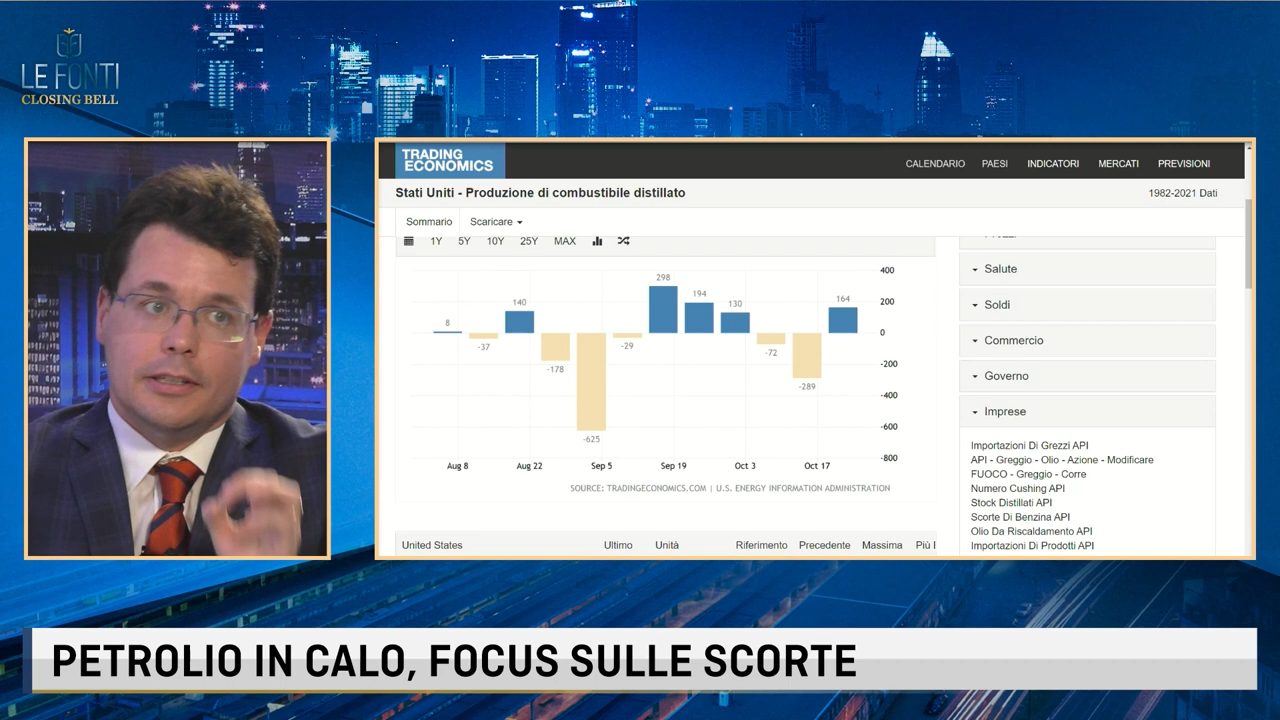 LE FONTI
CLOSING BELL
TRADING
ECONOMICS
CALENDARIO PAESI INDICATORI MERCATI PREVISIONI
Stati Uniti - Produzione di combustibile distillato
1982-2021 Dati
Sommario Scaricare
1Y 5Y 10Y 25Y MAX
400
200
0
-200
-400
-600
-800
8
-37
140
-178
-625
-29
298
194
130
-72
-289
164
Aug 8 Aug 22 Sep 5 Sep 19 Oct 3 Oct 17
SOURCE: TRADINGECONOMICS.COM | U.S. ENERGY INFORMATION ADMINISTRATION
United States Ultimo Unità Riferimento Precedente Massima Più
Salute
Soldi
Commercio
Governo
Imprese
Importazioni Di Grezzi API
API - Greggio - Olio - Azione - Modificare
FUOCO - Greggio - Corre
Numero Cushing API
Stock Distillati API
Scorte Di Benzina API
Olio Da Riscaldamento API
Importazioni Di Prodotti API
PETROLIO IN CALO, FOCUS SULLE SCORTE